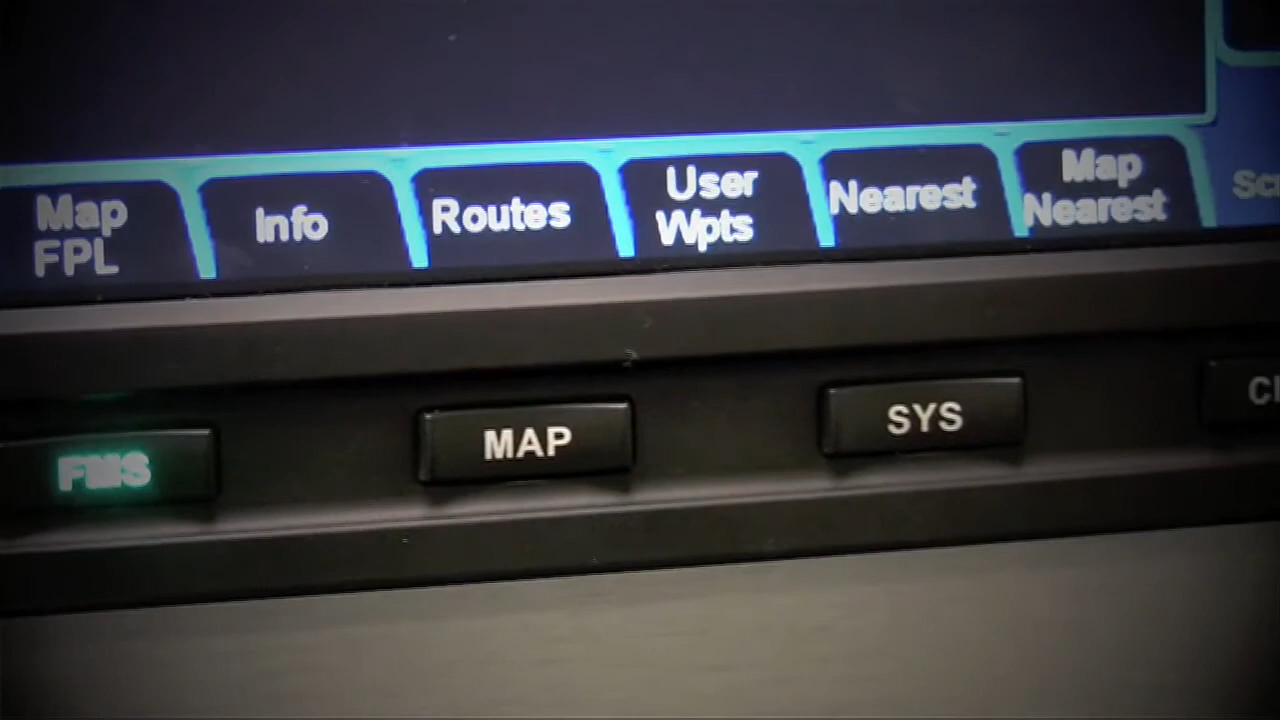 Map
FPL
Info
Routes
User
Wpts
Nearest
Map
Nearest
FMS
MAP
SYS